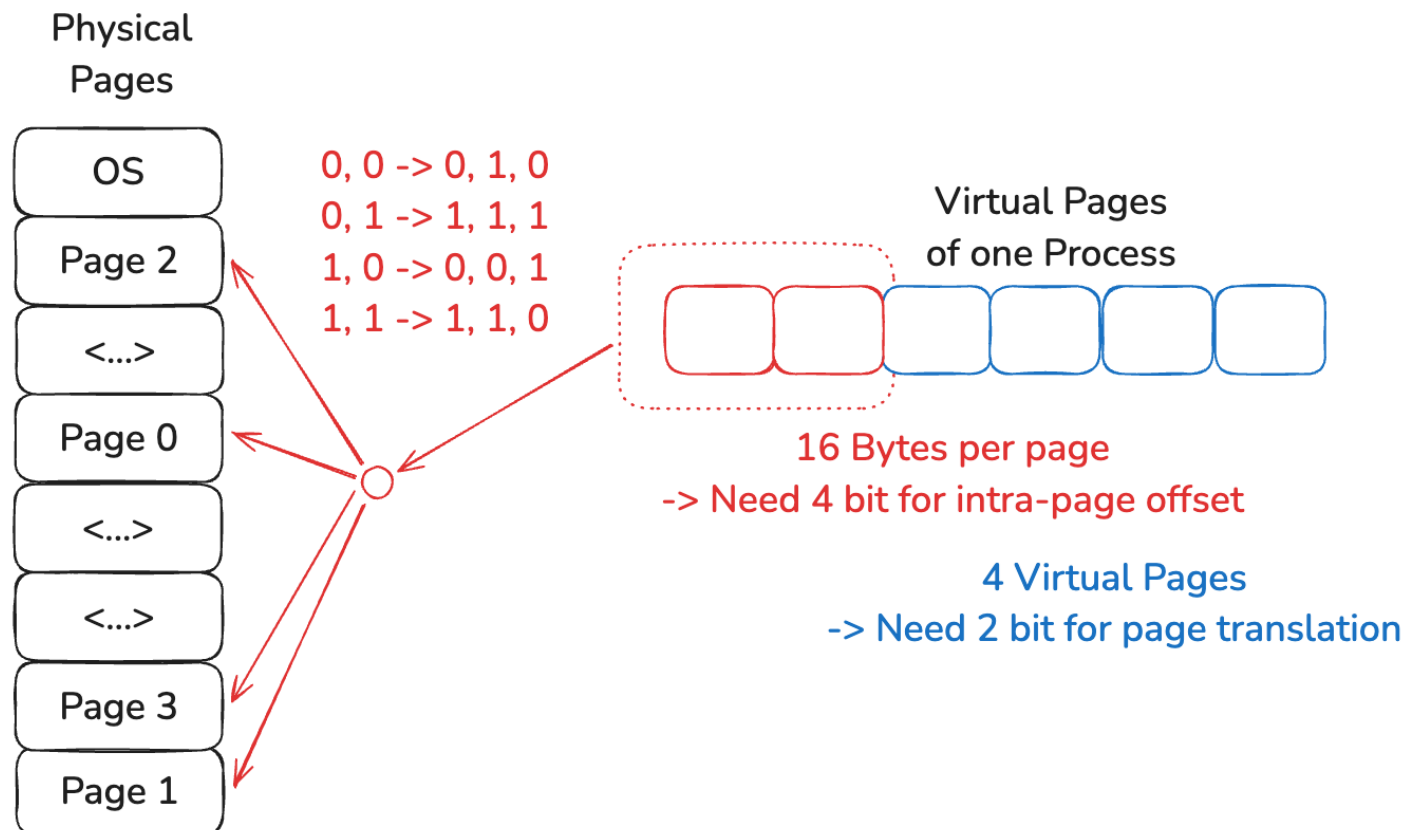 Physical
Pages
OS
Page 2
<...>
Page 0
<...>
<...>
Page 3
Page 1
0, 0 -> 0, 1, 0
0, 1 -> 1, 1, 1
1, 0 -> 0, 0, 1
1, 1 -> 1, 1, 0
Virtual Pages
of one Process
16 Bytes per page
-> Need 4 bit for intra-page offset
4 Virtual Pages
-> Need 2 bit for page translation